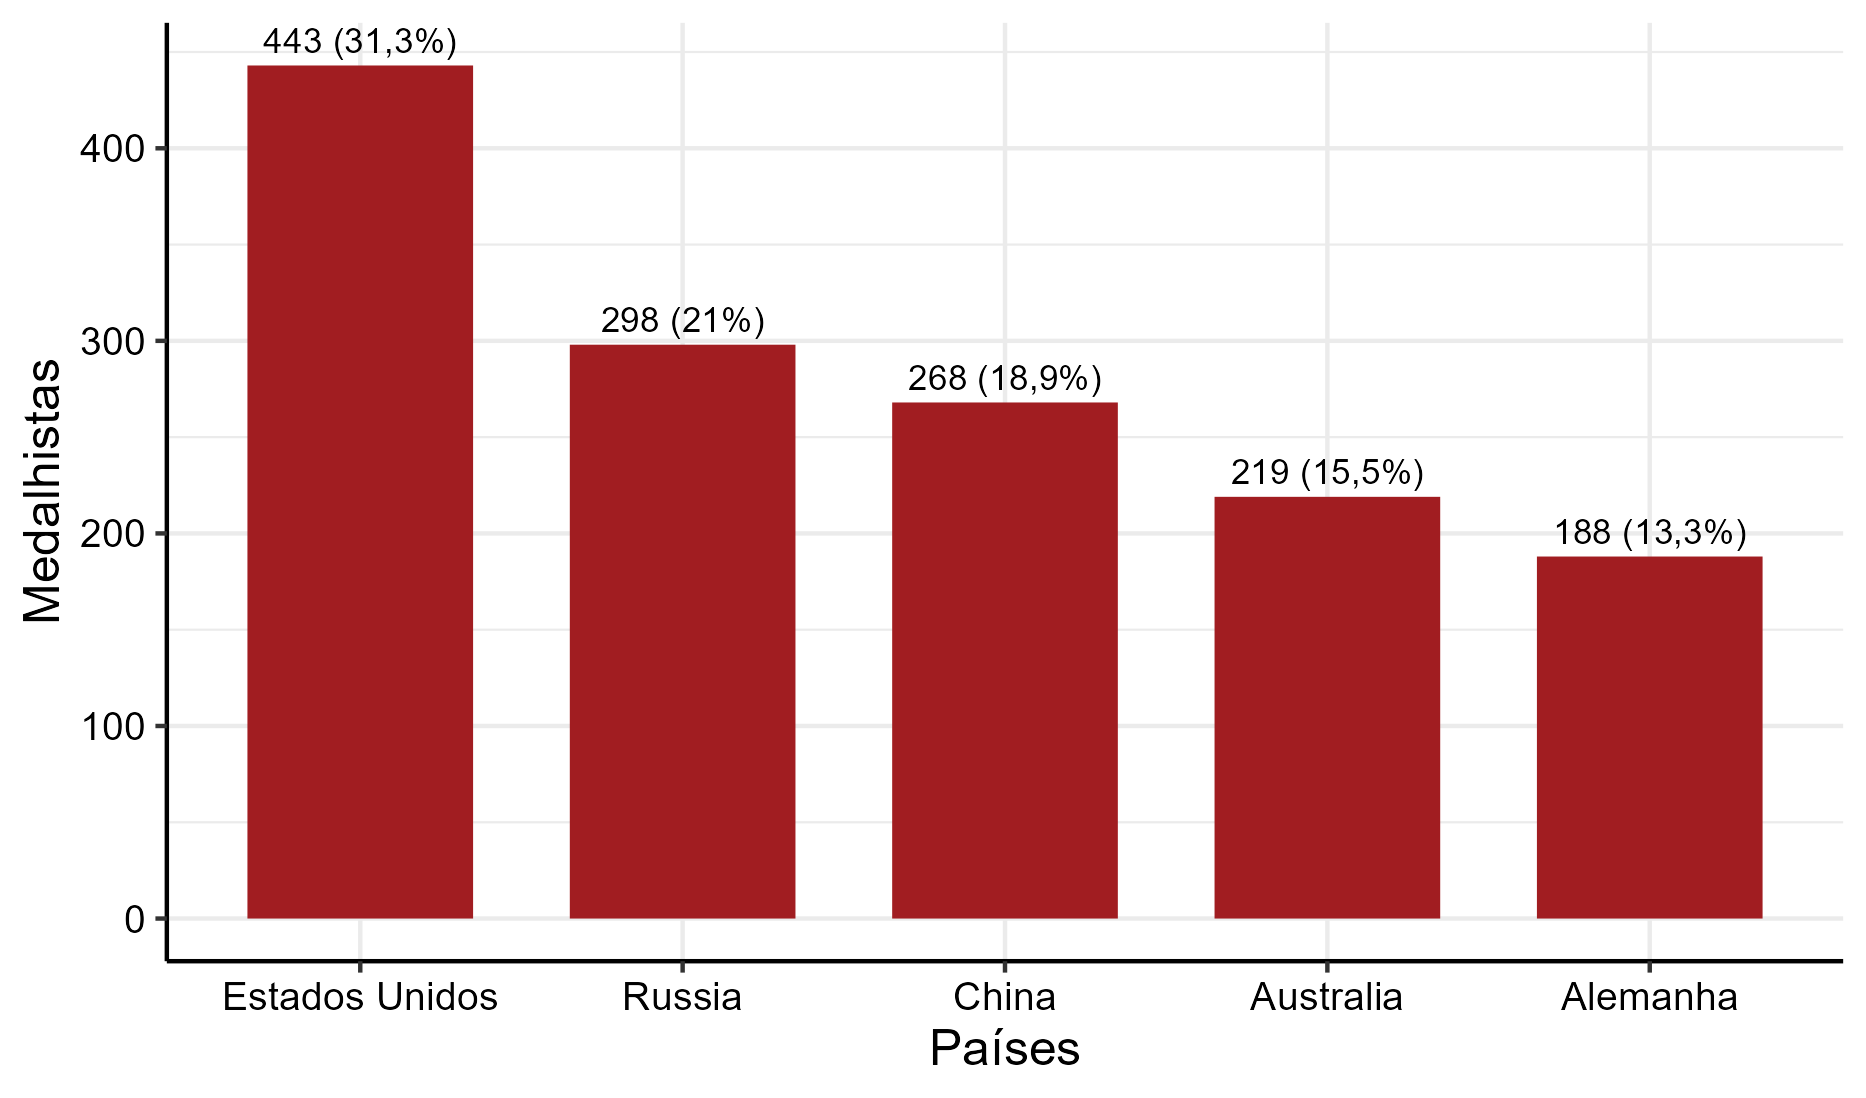 443 (31,3%)
298 (21%)
268 (18,9%)
219 (15,5%)
188 (13,3%)
Medalhistas
400
300
200
100
0
Estados Unidos
Russia
China
Australia
Alemanha
Países